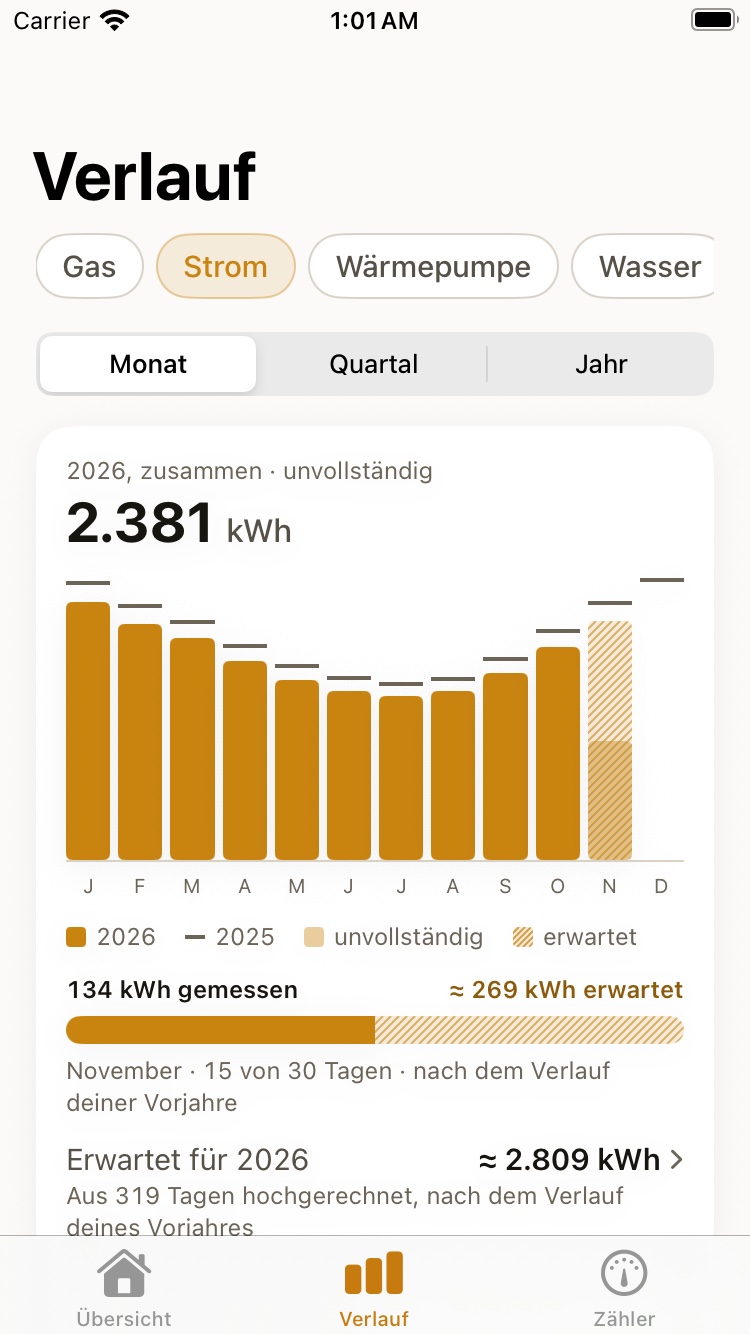 Carrier 1:01 AM
Verlauf
Gas Strom Wärmepumpe Wasser
Monat Quartal Jahr
2026, zusammen · unvollständig
2.381 kWh
J F M A M J J A S O N D
2026 2025 unvollständig erwartet
134 kWh gemessen ≈ 269 kWh erwartet
November · 15 von 30 Tagen · nach dem Verlauf
deiner Vorjahre
Erwartet für 2026 ≈ 2.809 kWh
Aus 319 Tagen hochgerechnet, nach dem Verlauf
deines Vorjahres
Übersicht Verlauf Zähler